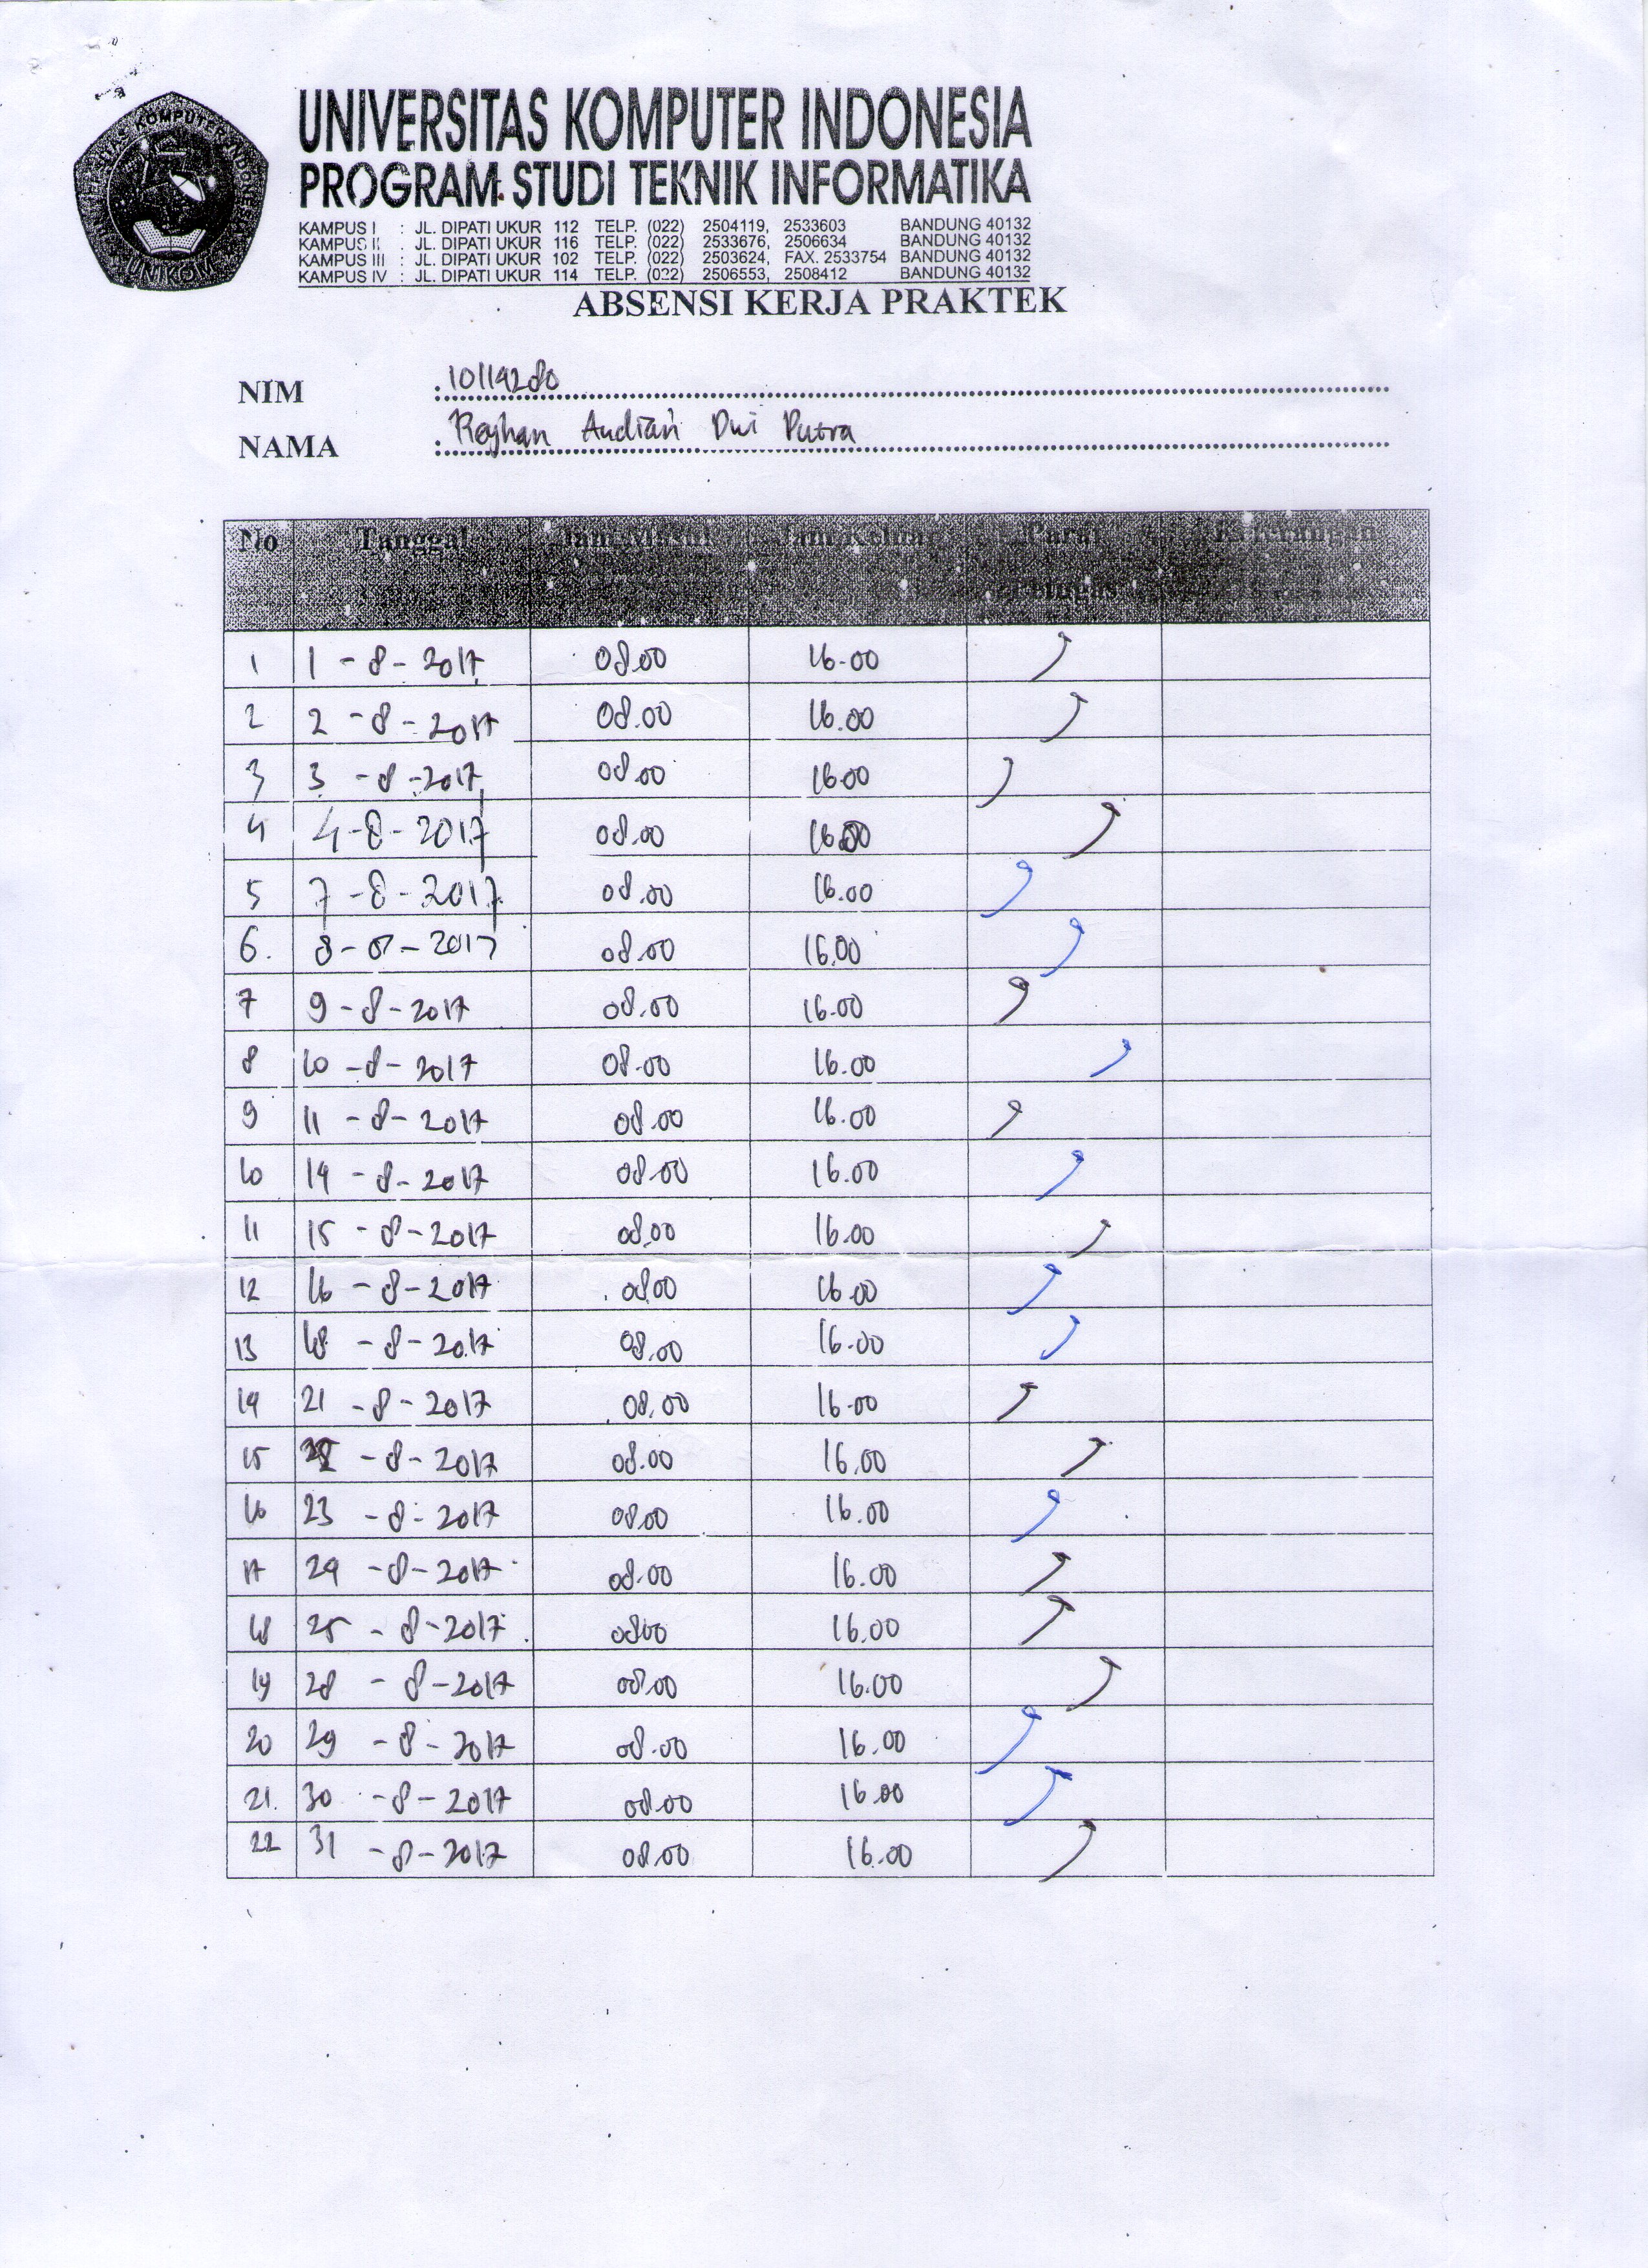 UNIVERSITAS KOMPUTER INDONESIA
PROGRAM STUDI TEKNIK INFORMATIKA
KAMPUS I : JL. DIPATI UKUR 112 TELP. (022) 2504119, 2533603 BANDUNG 40132
KAMPUS II : JL. DIPATI UKUR 116 TELP. (022) 2533676, 2506634 BANDUNG 40132
KAMPUS III : JL. DIPATI UKUR 102 TELP. (022) 2503624, FAX. 2533754 BANDUNG 40132
KAMPUS IV : JL. DIPATI UKUR 114 TELP. (022) 2506553, 2508412 BANDUNG 40132
UNIKOM
ABSENSI KERJA PRAKTEK
NIM 10114280
NAMA Reyhan Audian Dwi Putra
No Tanggal Jam Masuk Jam Keluar Paraf Keterangan
Petugas
1 1 - 8 - 2017 08.00 16.00
2 2 - 8 - 2017 08.00 16.00
3 3 - 8 - 2017 08.00 16.00
4 4 - 8 - 2017 08.00 16.00
5 7 - 8 - 2017 08.00 16.00
6. 8 - 8 - 2017 08.00 16.00
7 9 - 8 - 2017 08.00 16.00
8 10 - 8 - 2017 08.00 16.00
9 11 - 8 - 2017 08.00 16.00
10 14 - 8 - 2017 08.00 16.00
11 15 - 8 - 2017 08.00 16.00
12 16 - 8 - 2017 08.00 16.00
13 18 - 8 - 2017 08.00 16.00
14 21 - 8 - 2017 08.00 16.00
15 22 - 8 - 2017 08.00 16.00
16 23 - 8 - 2017 08.00 16.00
17 24 - 8 - 2017 08.00 16.00
18 25 - 8 - 2017 08.00 16.00
19 28 - 8 - 2017 08.00 16.00
20 29 - 8 - 2017 08.00 16.00
21. 30 - 8 - 2017 08.00 16.00
22 31 - 8 - 2017 08.00 16.00